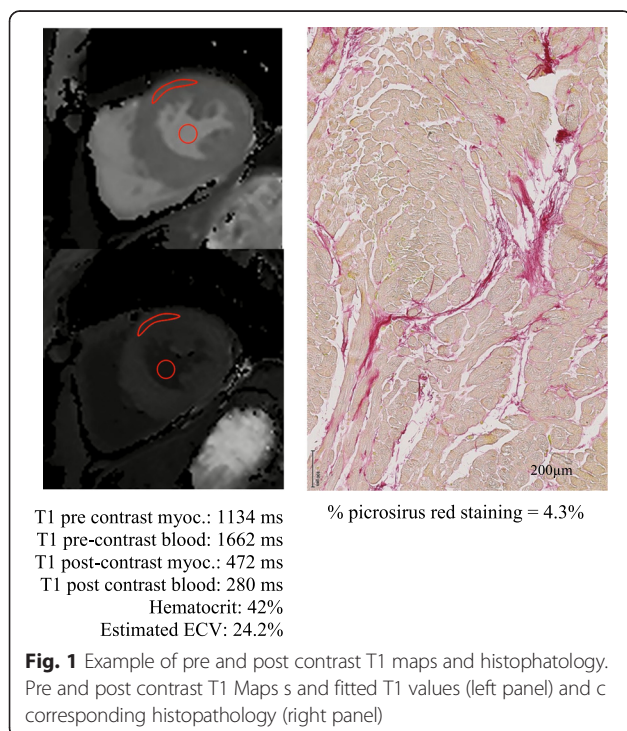 200µm
T1 pre contrast myoc.: 1134 ms
T1 pre-contrast blood: 1662 ms
T1 post-contrast myoc.: 472 ms
T1 post contrast blood: 280 ms
Hematocrit: 42%
Estimated ECV: 24.2%
% picrosirus red staining = 4.3%
Fig. 1 Example of pre and post contrast T1 maps and histophatology.
Pre and post contrast T1 Maps s and fitted T1 values (left panel) and c
corresponding histopathology (right panel)